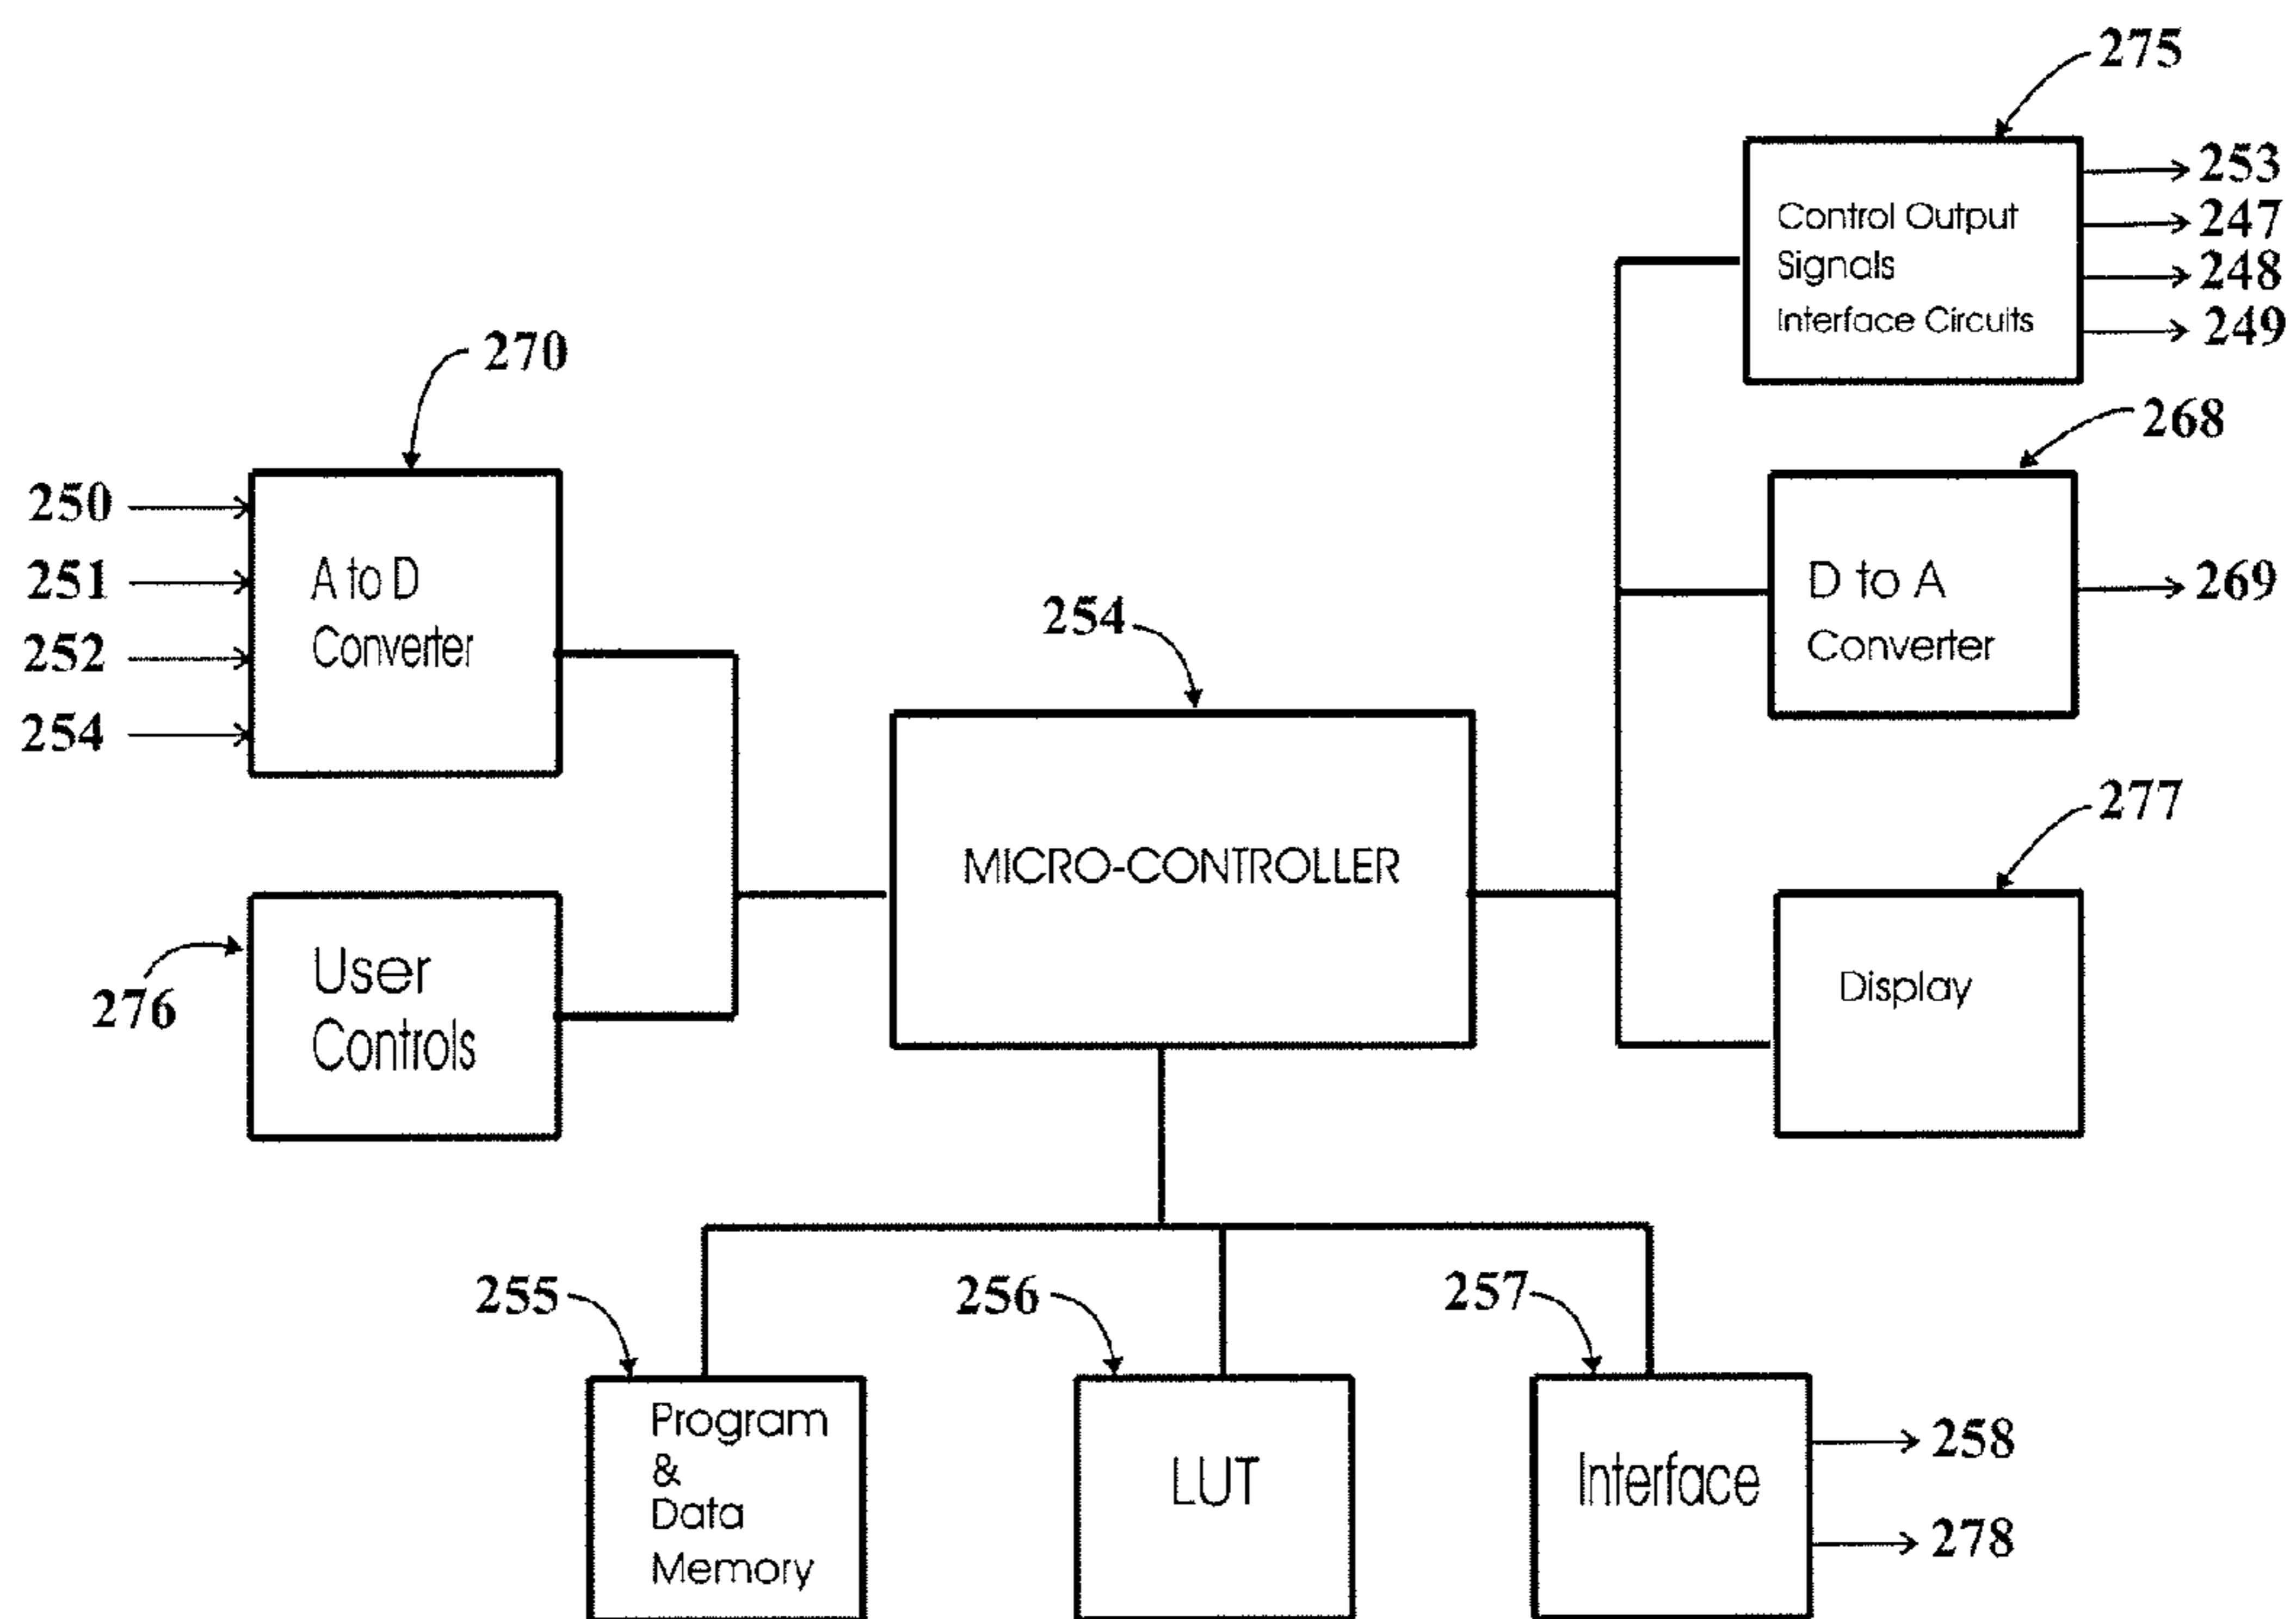 275
253
Control Output
247
Signals
248
Interface Circuits
249
270
268
250
251
A to D
252
Converter
254
D to A
269
Converter
254
MICRO-CONTROLLER
277
276
User
Controls
Display
255
256
257
Program
&
Data
Memory
LUT
Interface
258
278